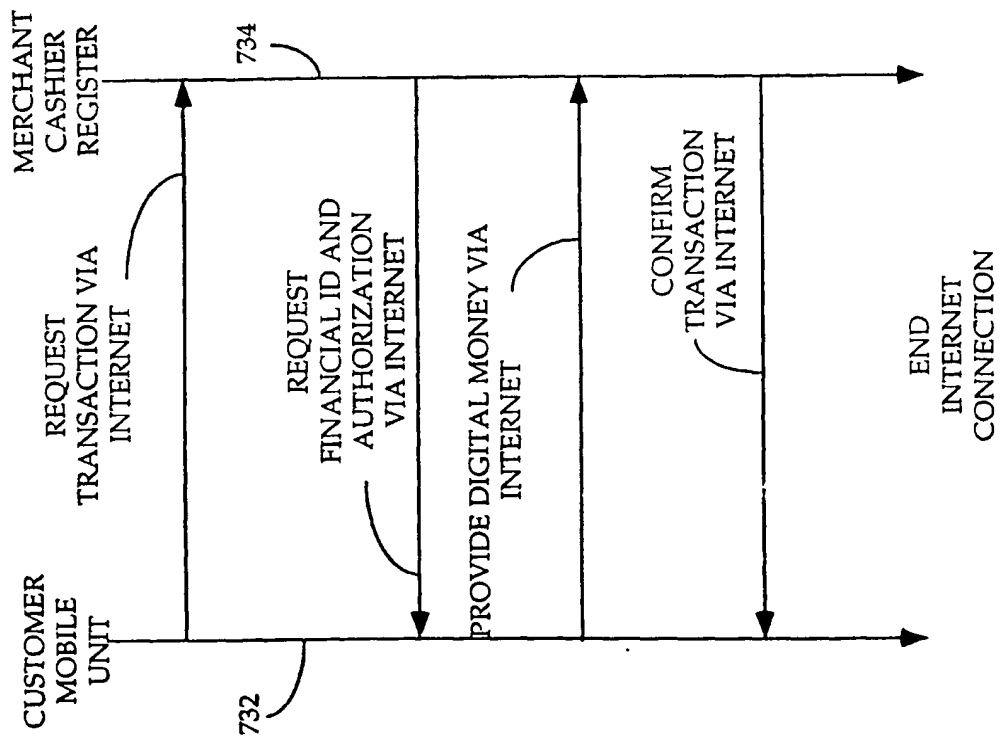 CUSTOMER
MOBILE
UNIT
MERCHANT
CASHIER
REGISTER
732
734
REQUEST
TRANSACTION VIA
INTERNET
REQUEST
FINANCIAL ID AND
AUTHORIZATION
VIA INTERNET
PROVIDE DIGITAL MONEY VIA
INTERNET
CONFIRM
TRANSACTION
VIA INTERNET
END
INTERNET
CONNECTION